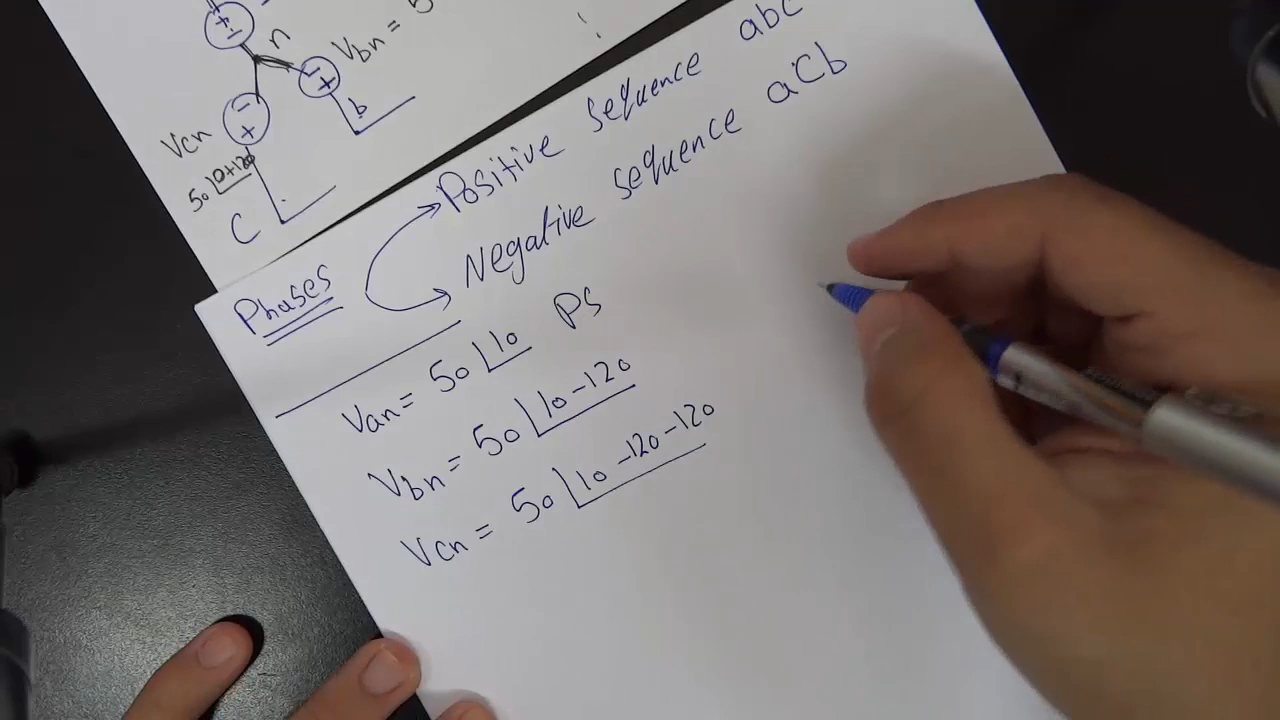 n
Vbn = 5
b
Vcn
50∠0+120
C
Positive sequence abc
Negative sequence acb
Phases
Van = 50∠10 PS
Vbn = 50∠10-120
Vcn = 50∠10-120-120